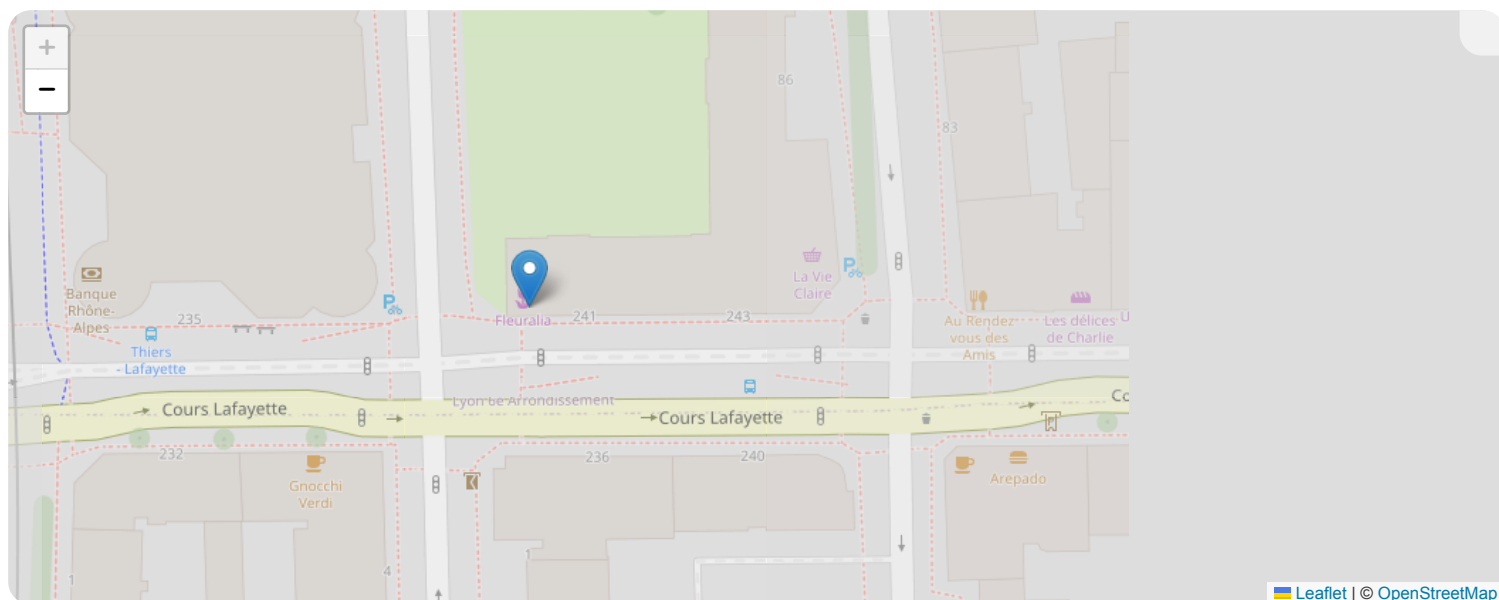 +
−
86
83
Banque
Rhône-
Alpes
235
Thiers
- Lafayette
Fleuralia
241
243
La Vie
Claire
Au Rendez-
vous des
Amis
Les délices U
de Charlie
Lyon 6e Arrondissement
Cours Lafayette
Cours Lafayette
Co
232
236
240
Gnocchi
Verdi
Arepado
1
4
1
P
P
Leaflet | © OpenStreetMap